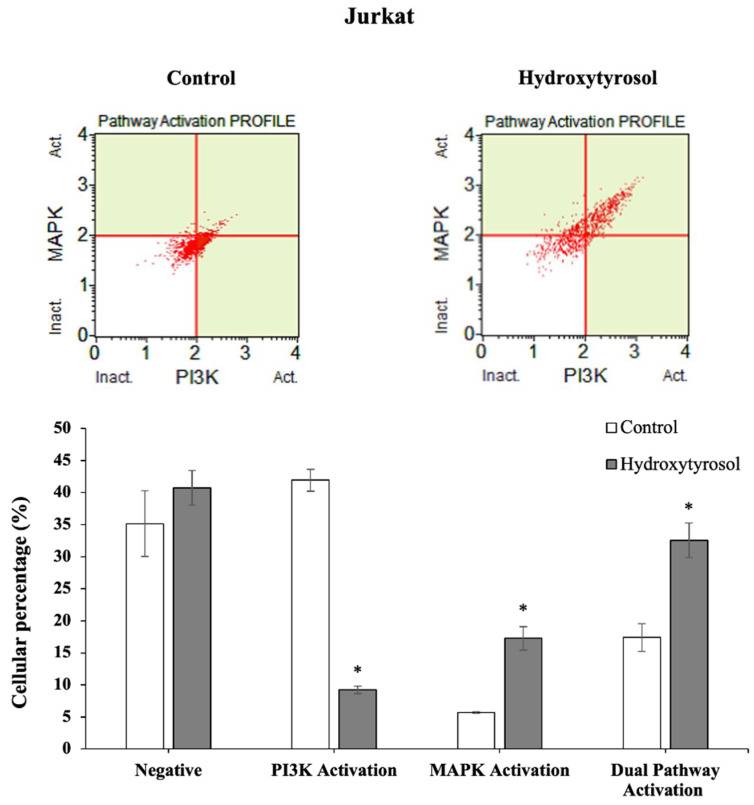 Jurkat
Control
Hydroxytyrosol
Pathway Activation PROFILE
Act.
MAPK
Inact.
4
3
2
1
0
0 1 2 3 4
Inact. PI3K Act.
Pathway Activation PROFILE
Act.
MAPK
Inact.
4
3
2
1
0
0 1 2 3 4
Inact. PI3K Act.
Cellular percentage (%)
50
45
40
35
30
25
20
15
10
5
0
Control
Hydroxytyrosol
*
*
*
Negative
PI3K Activation
MAPK Activation
Dual Pathway
Activation